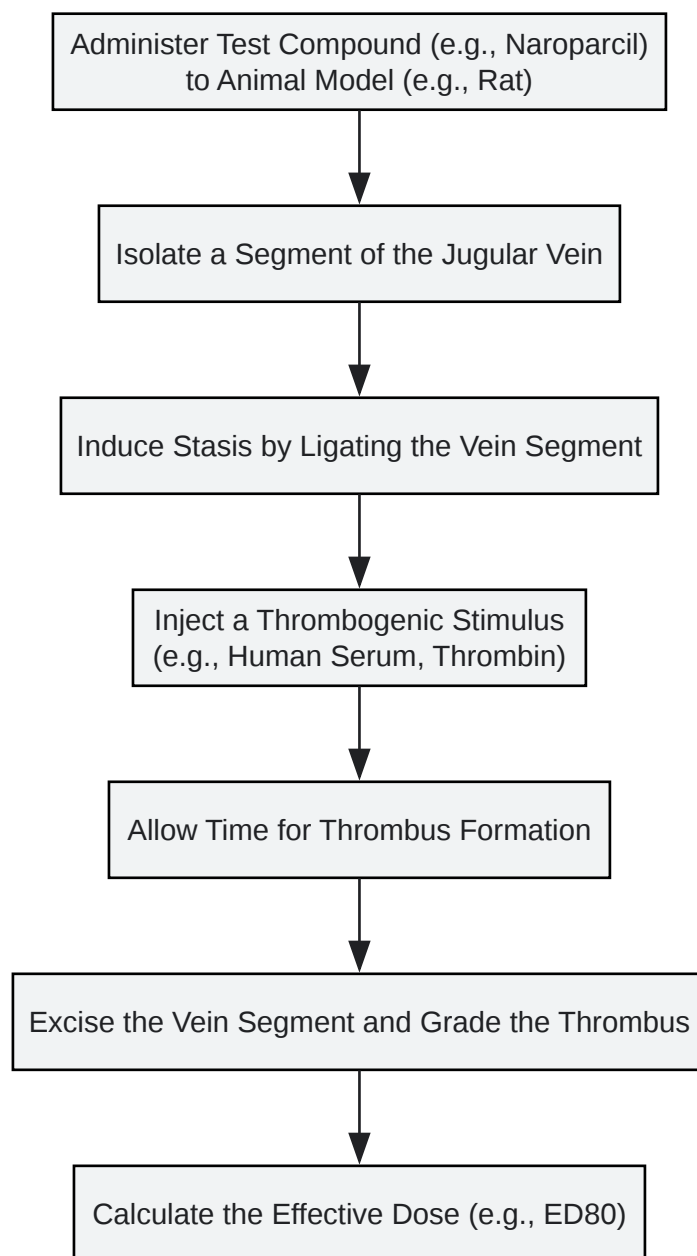 Administer Test Compound (e.g., Naroparcil)
to Animal Model (e.g., Rat)
Isolate a Segment of the Jugular Vein
Induce Stasis by Ligating the Vein Segment
Inject a Thrombogenic Stimulus
(e.g., Human Serum, Thrombin)
Allow Time for Thrombus Formation
Excise the Vein Segment and Grade the Thrombus
Calculate the Effective Dose (e.g., ED80)